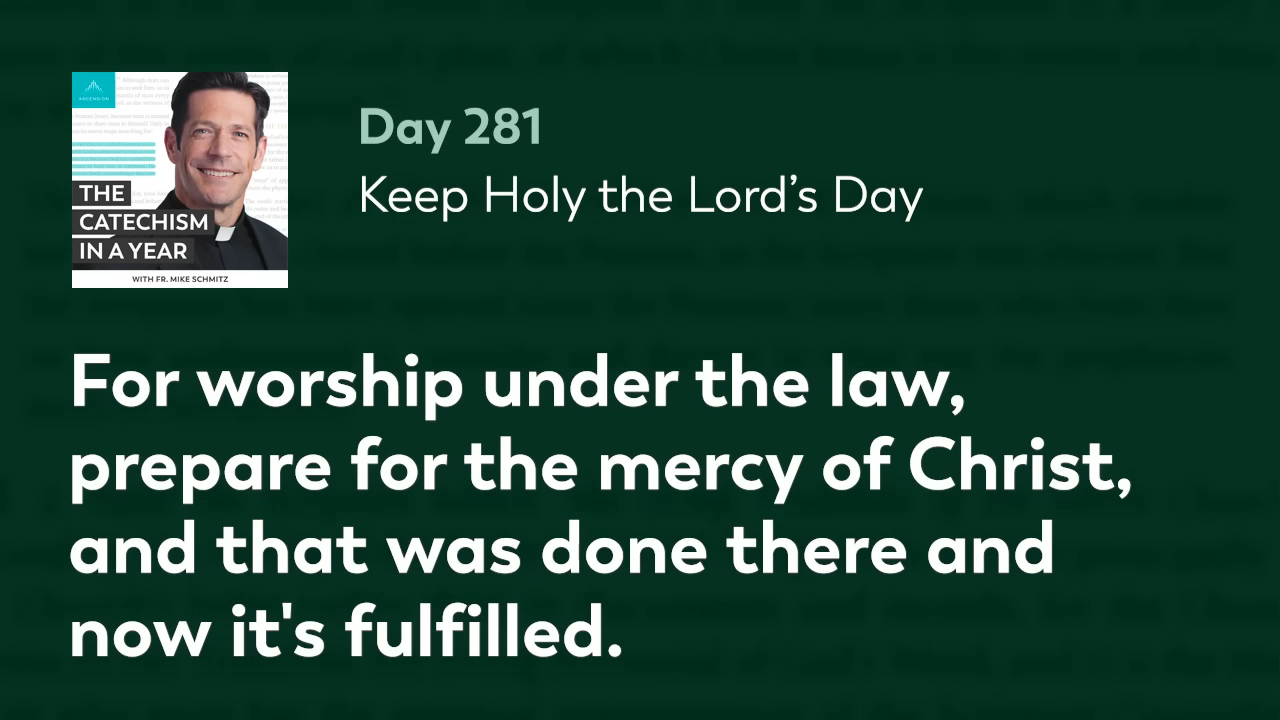 ASCENSION
THE
CATECHISM
IN A YEAR
WITH FR. MIKE SCHMITZ
Day 281
Keep Holy the Lord’s Day
For worship under the law,
prepare for the mercy of Christ,
and that was done there and
now it's fulfilled.